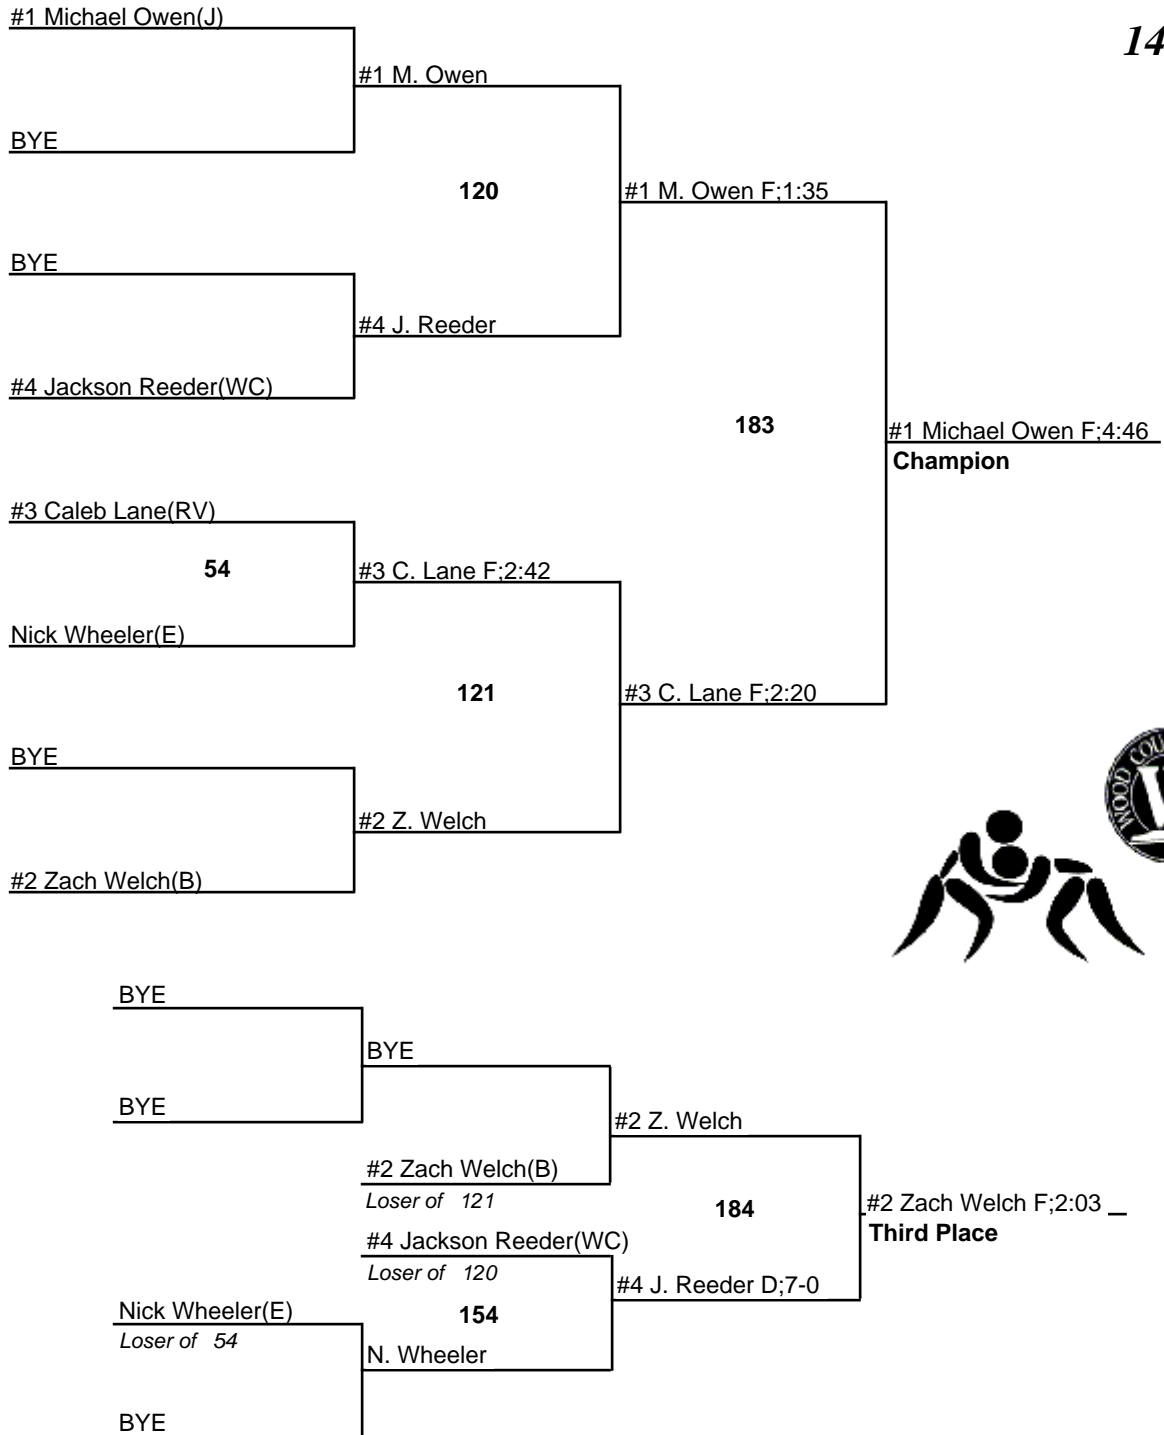 #1 Michael Owen(J)
14
#1 M. Owen
BYE
120
#1 M. Owen F;1:35
BYE
#4 J. Reeder
#4 Jackson Reeder(WC)
183
#1 Michael Owen F;4:46
Champion
#3 Caleb Lane(RV)
54
#3 C. Lane F;2:42
Nick Wheeler(E)
121
#3 C. Lane F;2:20
BYE
#2 Z. Welch
#2 Zach Welch(B)
BYE
BYE
BYE
#2 Z. Welch
#2 Zach Welch(B)
Loser of 121
184
#2 Zach Welch F;2:03
Third Place
#4 Jackson Reeder(WC)
Loser of 120
#4 J. Reeder D;7-0
Nick Wheeler(E)
154
Loser of 54
N. Wheeler
BYE
WOOD COU